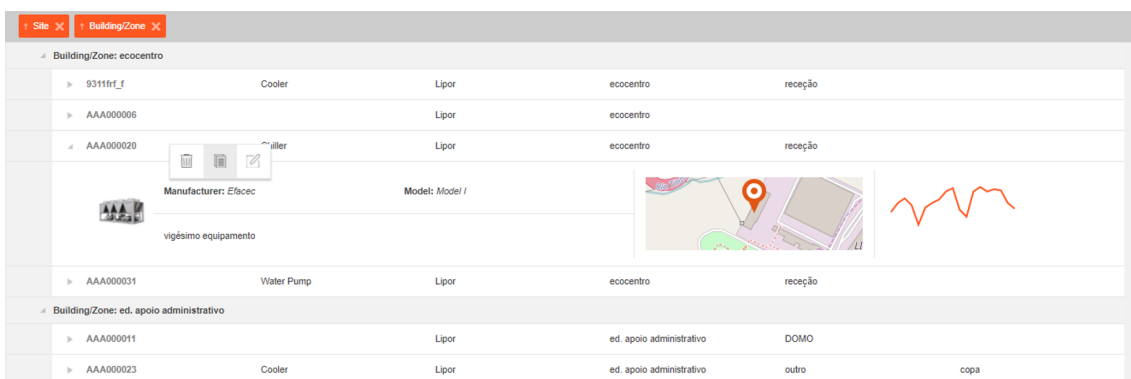 ↑ Site ✕ ↑ Building/Zone ✕
Building/Zone: ecocentro
9311frf_f Cooler Lipor ecocentro receção
AAA000006 Lipor ecocentro
AAA000020 Chiller Lipor ecocentro receção
Manufacturer: Efacec Model: Model I
vigésimo equipamento
AAA000031 Water Pump Lipor ecocentro receção
Building/Zone: ed. apoio administrativo
AAA000011 Lipor ed. apoio administrativo DOMO
AAA000023 Cooler Lipor ed. apoio administrativo outro copa